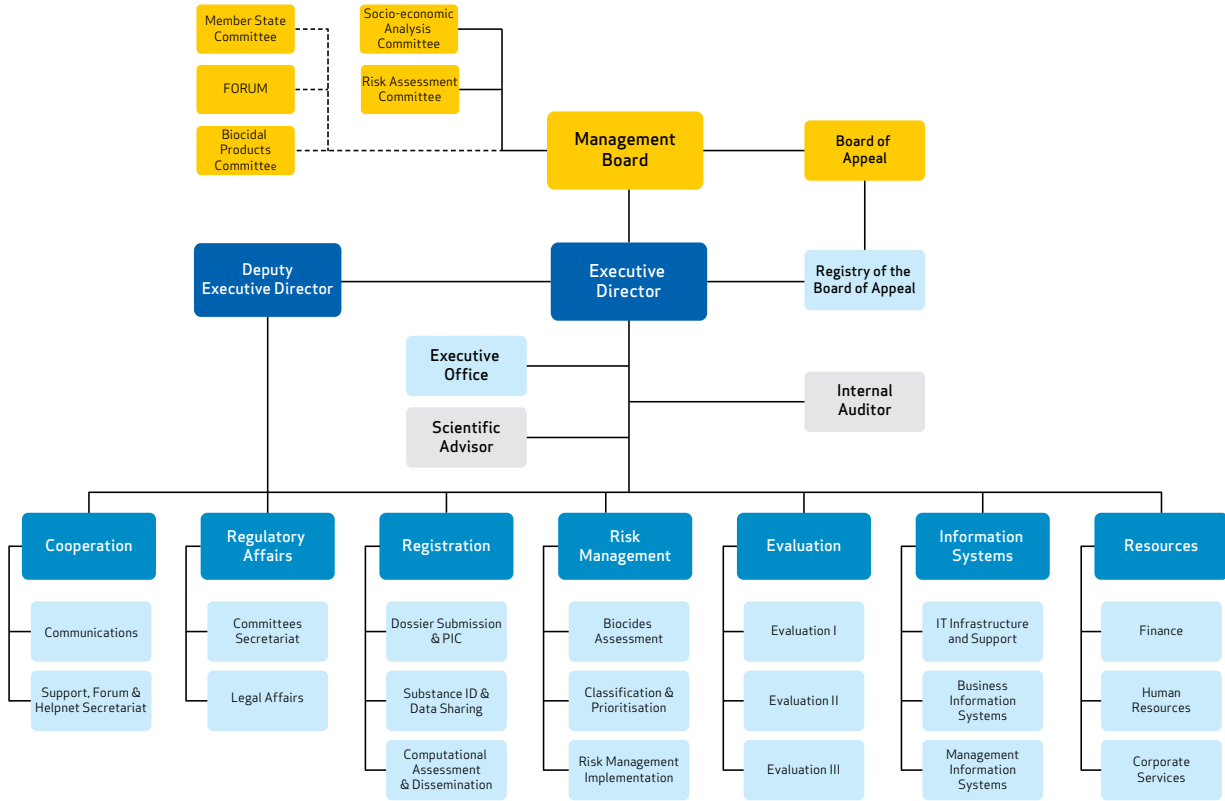 Member State
Committee
Socio-economic
Analysis
Committee
FORUM
Risk Assessment
Committee
Biocidal
Products
Committee
Management
Board
Board of
Appeal
Deputy
Executive Director
Executive
Director
Registry of the
Board of Appeal
Executive
Office
Internal
Auditor
Scientific
Advisor
Cooperation
Regulatory
Affairs
Registration
Risk
Management
Evaluation
Information
Systems
Resources
Communications
Committees
Secretariat
Dossier Submission
& PIC
Biocides
Assessment
Evaluation I
IT Infrastructure
and Support
Finance
Support, Forum &
Helpnet Secretariat
Legal Affairs
Substance ID &
Data Sharing
Classification &
Prioritisation
Evaluation II
Business
Information
Systems
Human
Resources
Computational
Assessment
& Dissemination
Risk Management
Implementation
Evaluation III
Management
Information
Systems
Corporate
Services